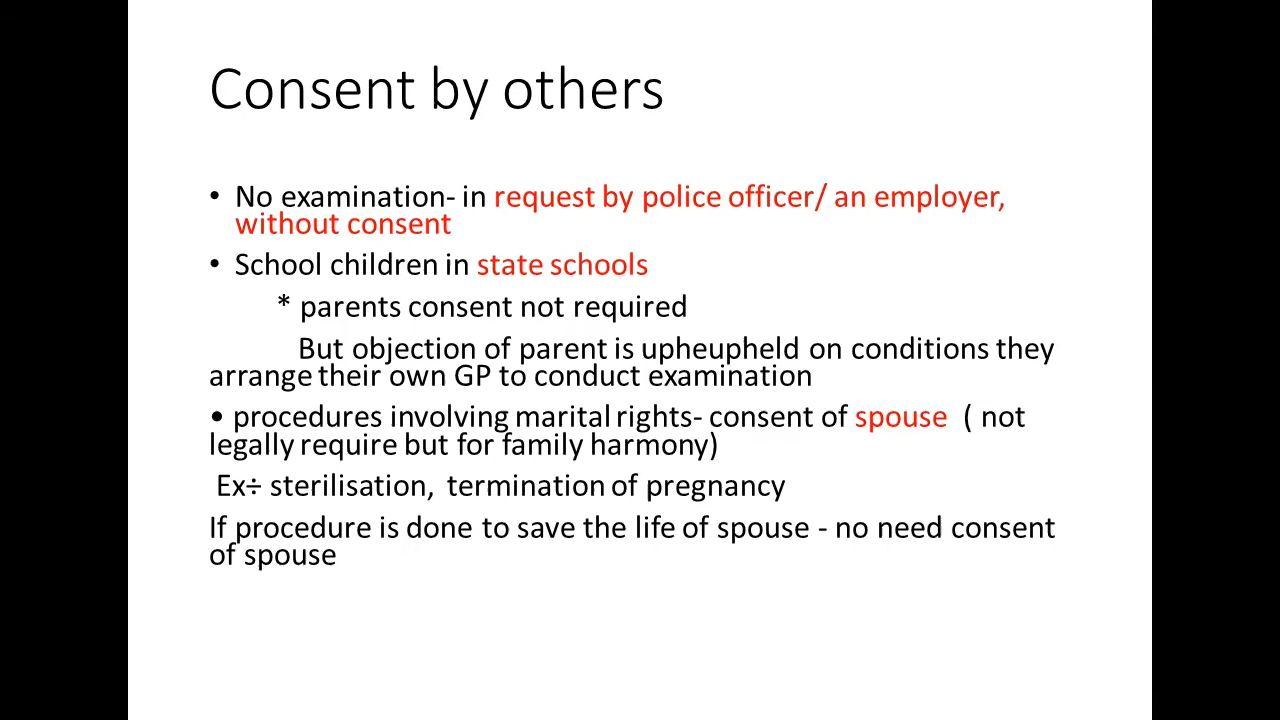 Consent by others
• No examination- in request by police officer/ an employer,
without consent
• School children in state schools
* parents consent not required
But objection of parent is upheupheld on conditions they
arrange their own GP to conduct examination
• procedures involving marital rights- consent of spouse ( not
legally require but for family harmony)
Ex÷ sterilisation, termination of pregnancy
If procedure is done to save the life of spouse - no need consent
of spouse